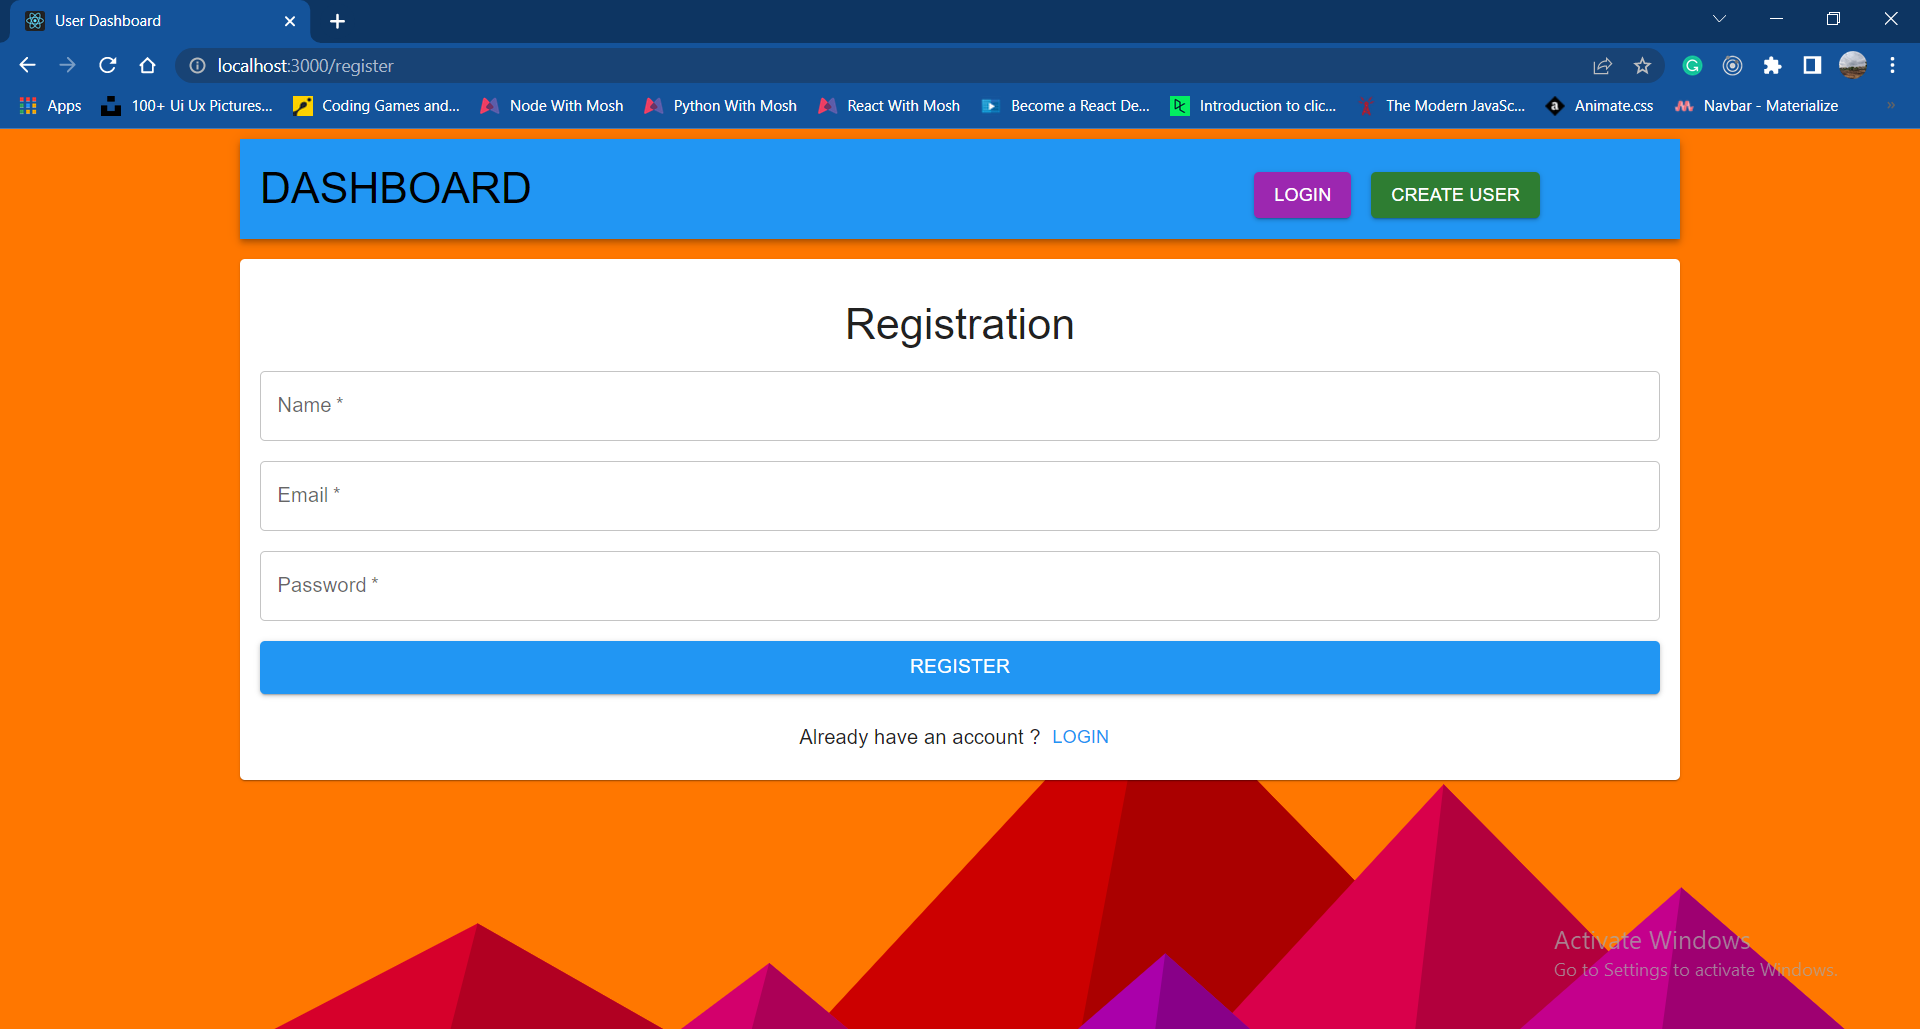 User Dashboard
localhost:3000/register
Apps
100+ Ui Ux Pictures...
Coding Games and...
Node With Mosh
Python With Mosh
React With Mosh
Become a React De...
Introduction to clic...
The Modern JavaSc...
Animate.css
Navbar - Materialize
DASHBOARD
LOGIN
CREATE USER
Registration
Name *
Email *
Password *
REGISTER
Already have an account ? LOGIN
Activate Windows
Go to Settings to activate Windows.